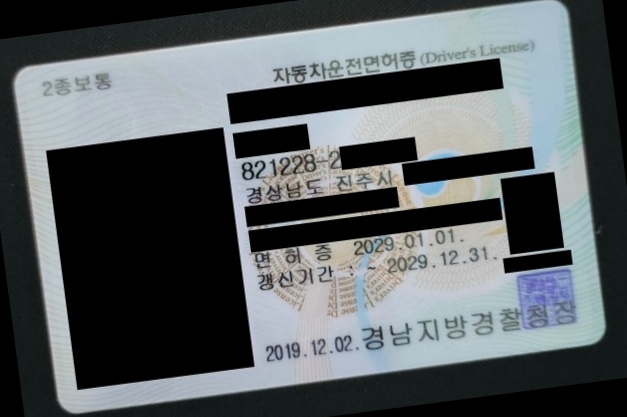 2종보통
자동차운전면허증 (Driver's License)
821228-2
경상남도 진주시
면 허 증 2029.01.01.
갱신기간 : ~ 2029.12.31.
2019.12.02. 경남지방경찰청장